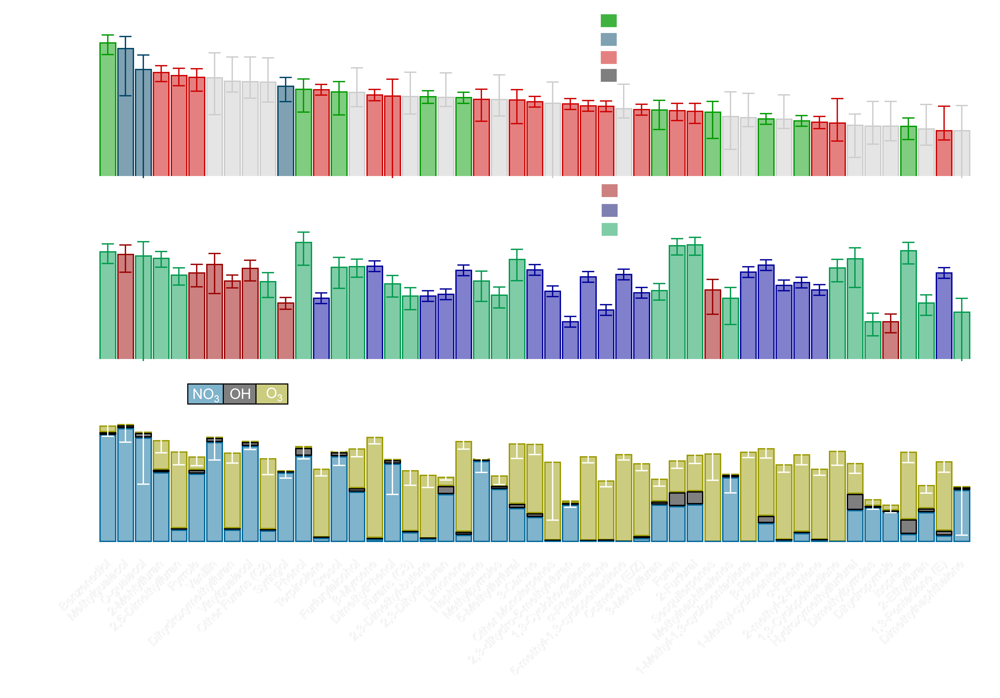 NO3 OH O3
Benzenediol
Methylguaiacol
O-guaiacol
2-Methylfuran
2,5-Dimethylfuran
Pyrrole
Vanillin
Dihydroxymethylfuran
Vinylguaiacol
Other Furans (C2)
Syringol
Phenol
Terpinolene
Cresol
Furfurylalcohol
β-Myrcene
DimethylPhenol
Furans (C3)
2,3-Dimethyl-butene
2,3-Dihydrofuran
Limonene
Naphthalene
Methylpyrroles
5-Methylfurfural
3-Carene
Other Monoterpenes
2,3-dihydro-5-methyl-furan
1,3-Cyclohexadiene
α-Phellandrene
5-methyl-1,3-cyclopentadiene
Ocimene (E/Z)
3-Methylfuran
Furan
2-Furfural
Sesquiterpenes
Methylnaphthalene
1-Methyl-1,3-cyclopentadiene
β-Pinene
1-Methyl-cyclopentene
α-Pinene
2-methyl-2-Pentene
1,3-Cyclopentadiene
Hydroxymethylfurfural
Dimethylpyrroles
Dihydropyrrole
Isoprene
2-Ethylfuran
1,3-Pentadiene (E)
Dimethylnaphthalene